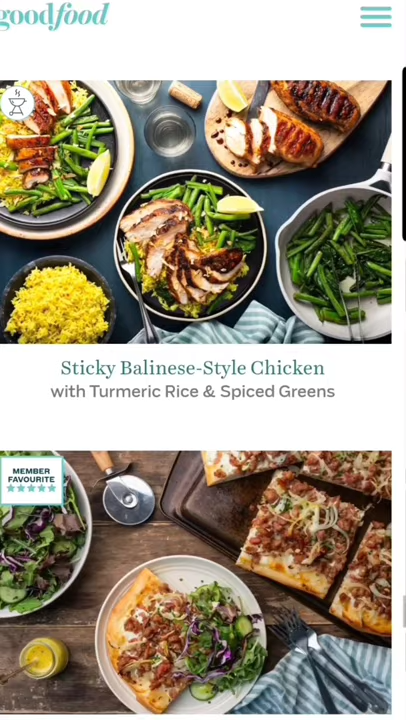 goodfood
Sticky Balinese-Style Chicken
with Turmeric Rice & Spiced Greens
MEMBER
FAVOURITE